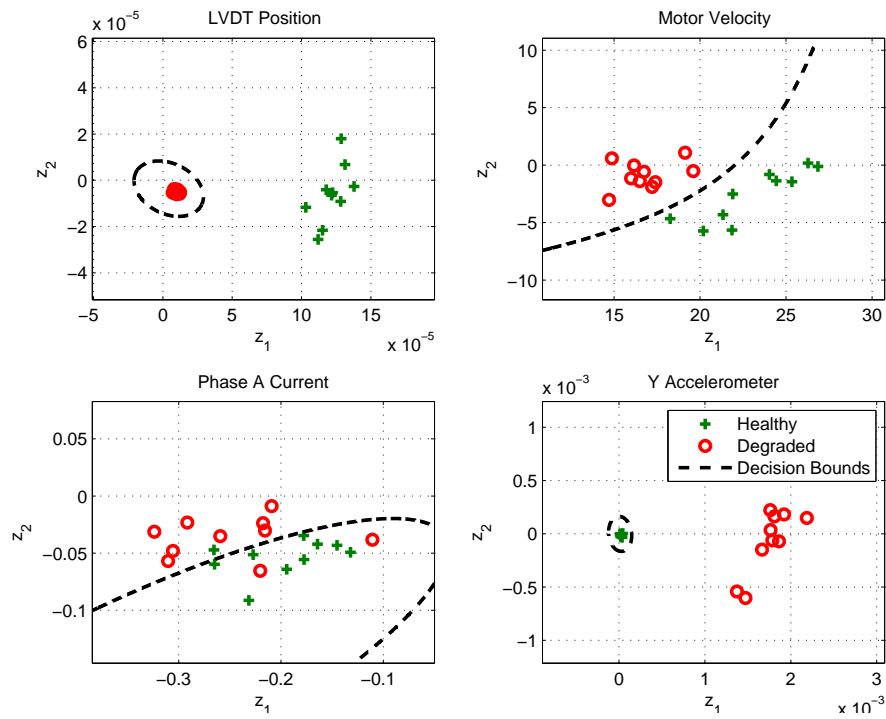 LVDT Position
x 10⁻⁵
6
4
2
0
−2
−4
z₂
−5
0
5
10
15
z₁
x 10⁻⁵
Motor Velocity
10
5
0
−5
−10
z₂
15
20
25
30
z₁
Phase A Current
0.05
0
−0.05
−0.1
z₂
−0.3
−0.2
−0.1
z₁
Y Accelerometer
x 10⁻³
1
0.5
0
−0.5
−1
z₂
0
1
2
3
z₁
x 10⁻³
Healthy
Degraded
Decision Bounds